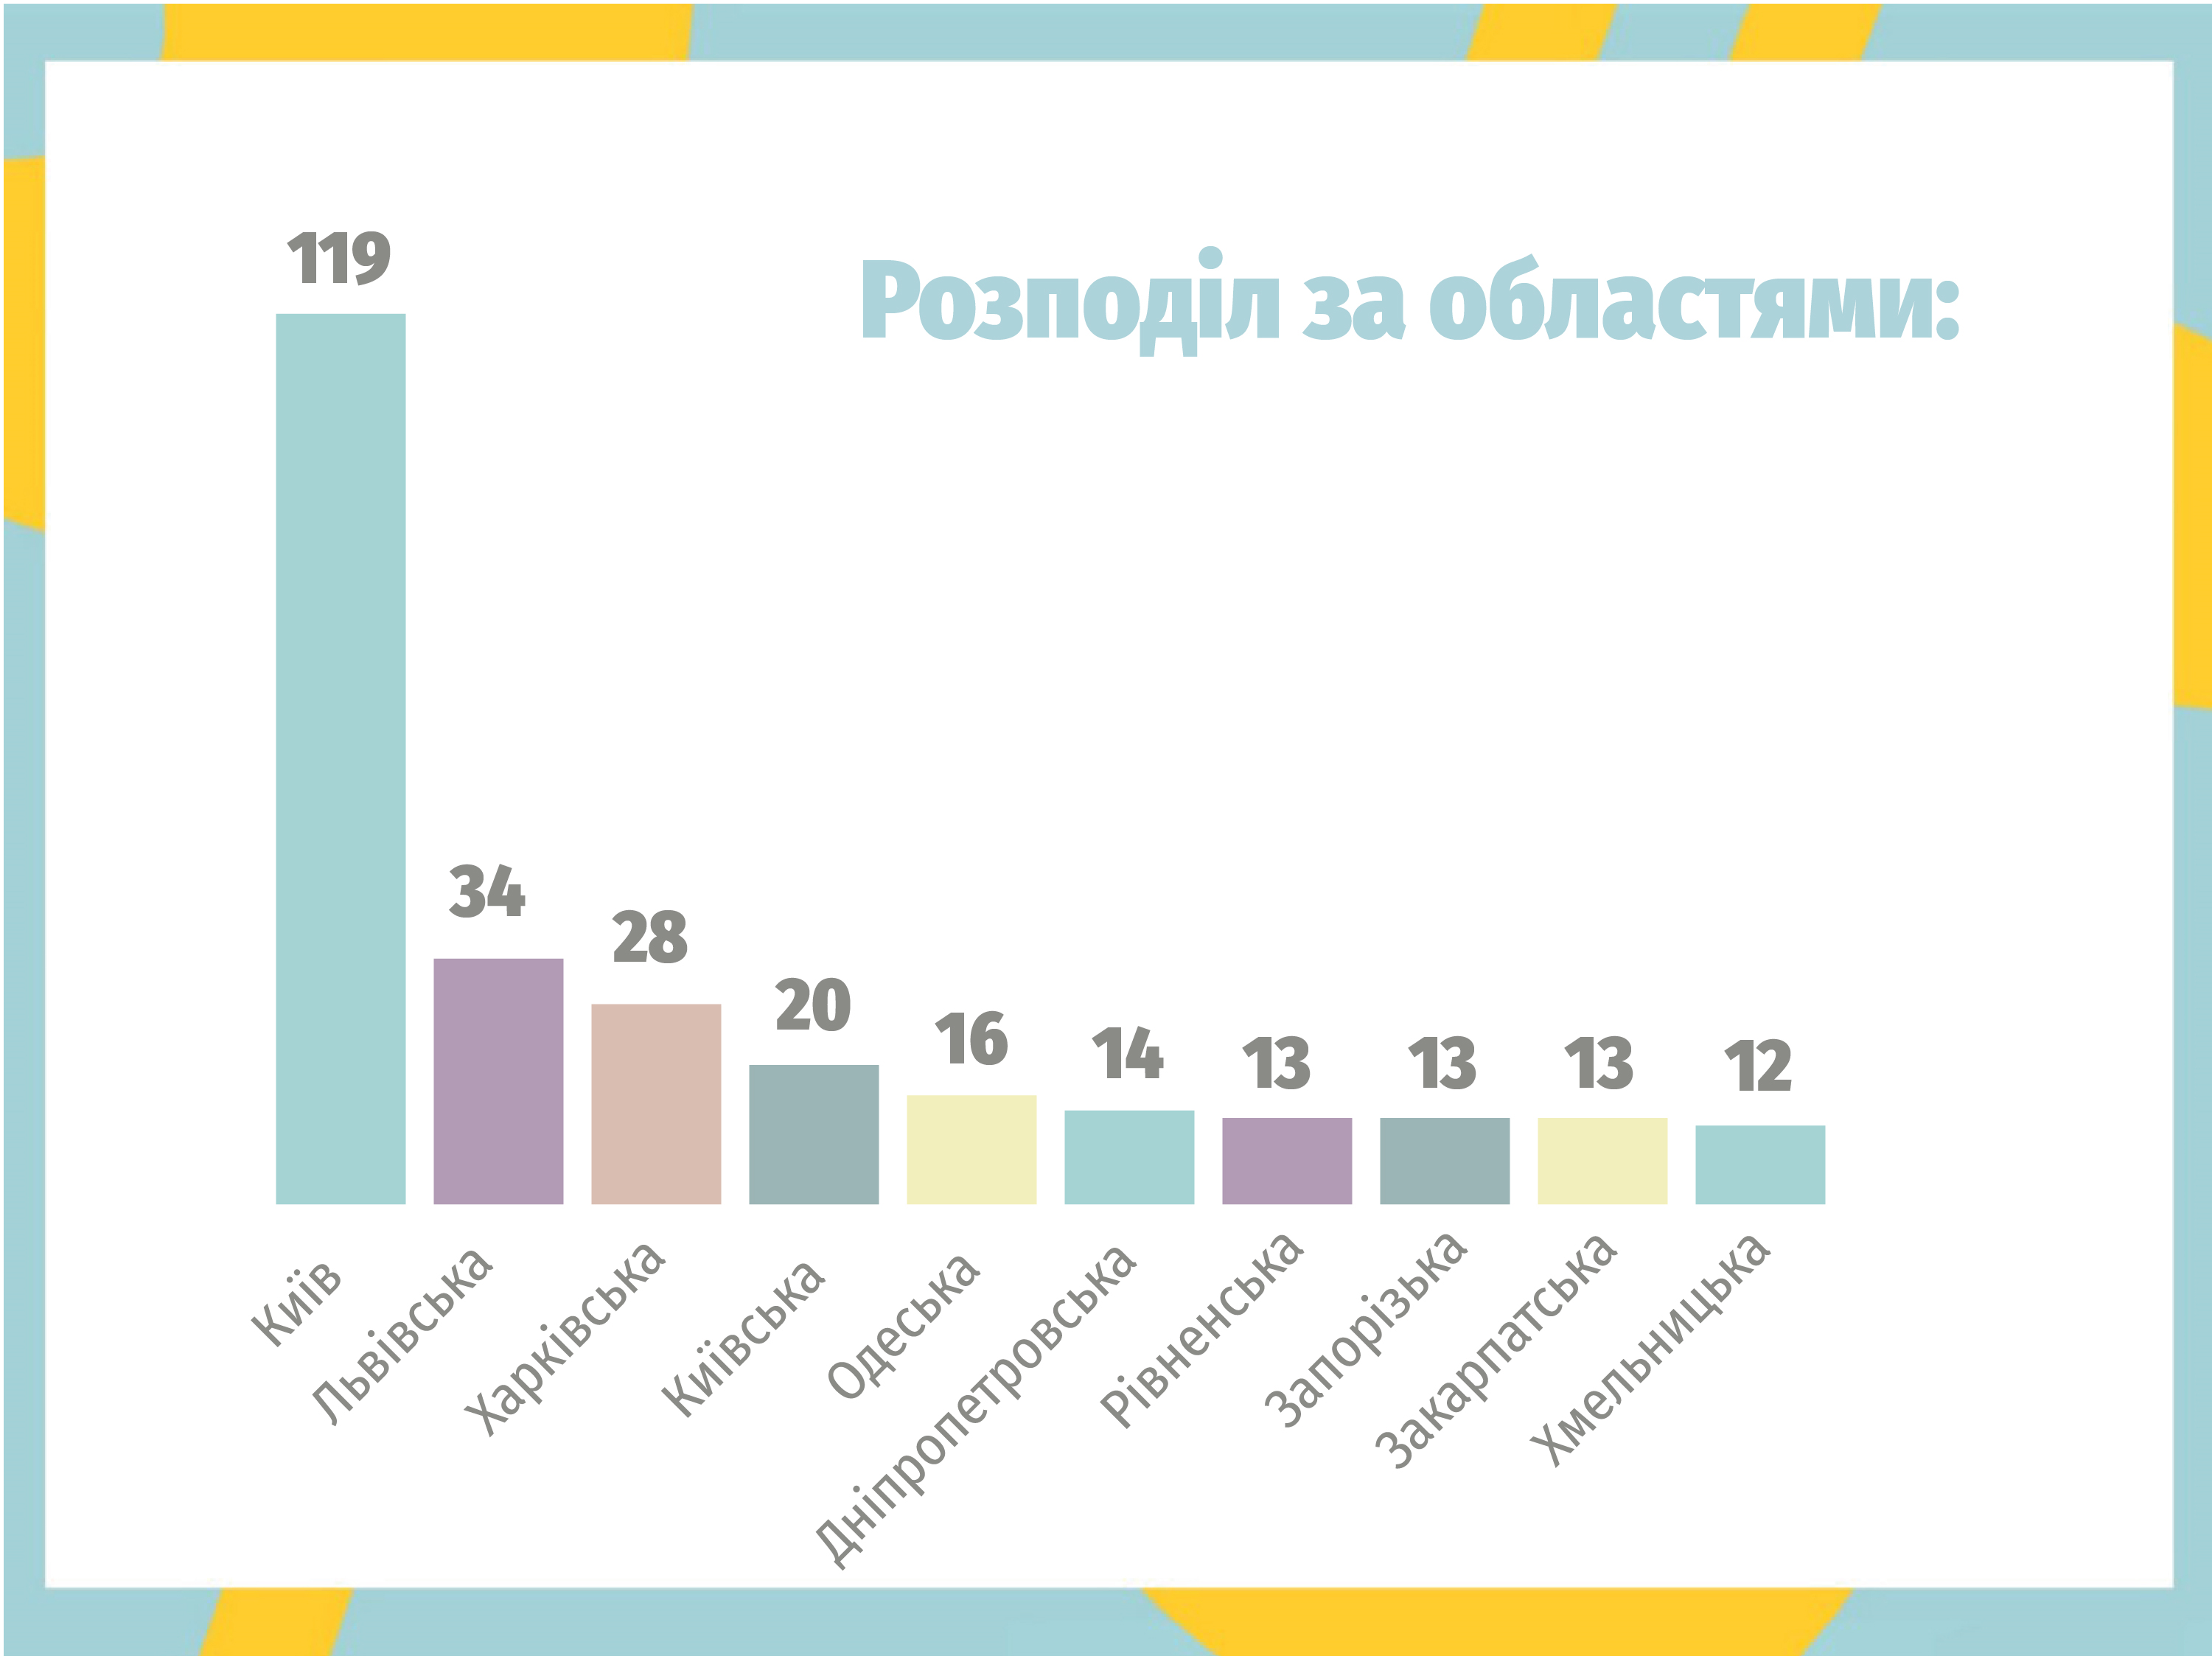 Розподіл за областями:
119
34
28
20
16
14
13
13
13
12
Київ
Львівська
Харківська
Київська
Одеська
Дніпропетровська
Рівненська
Запорізька
Закарпатська
Хмельницька